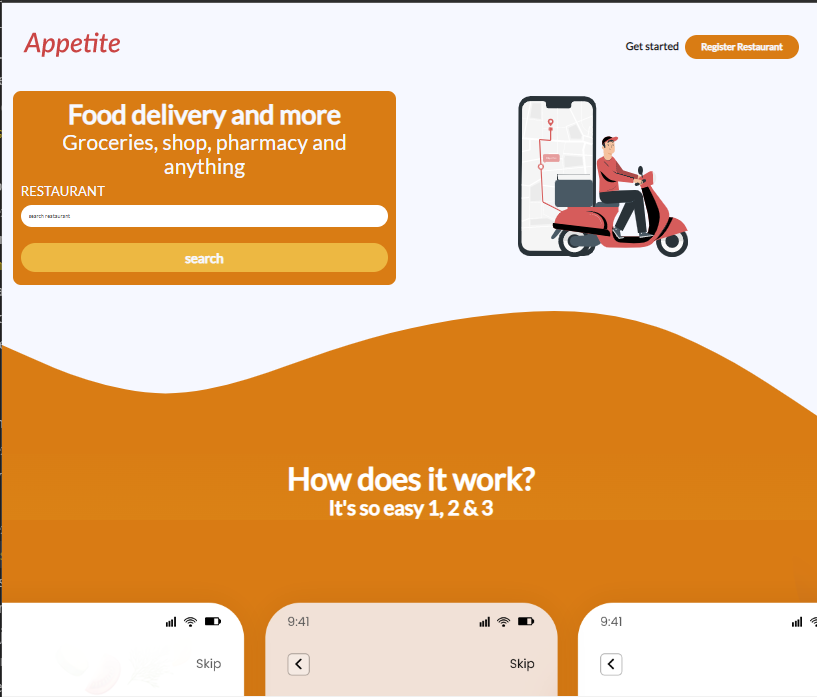 Appetite
Get started
Register Restaurant
Food delivery and more
Groceries, shop, pharmacy and
anything
RESTAURANT
search restaurant
search
How does it work?
It's so easy 1, 2 & 3
Skip
9:41
Skip
9:41